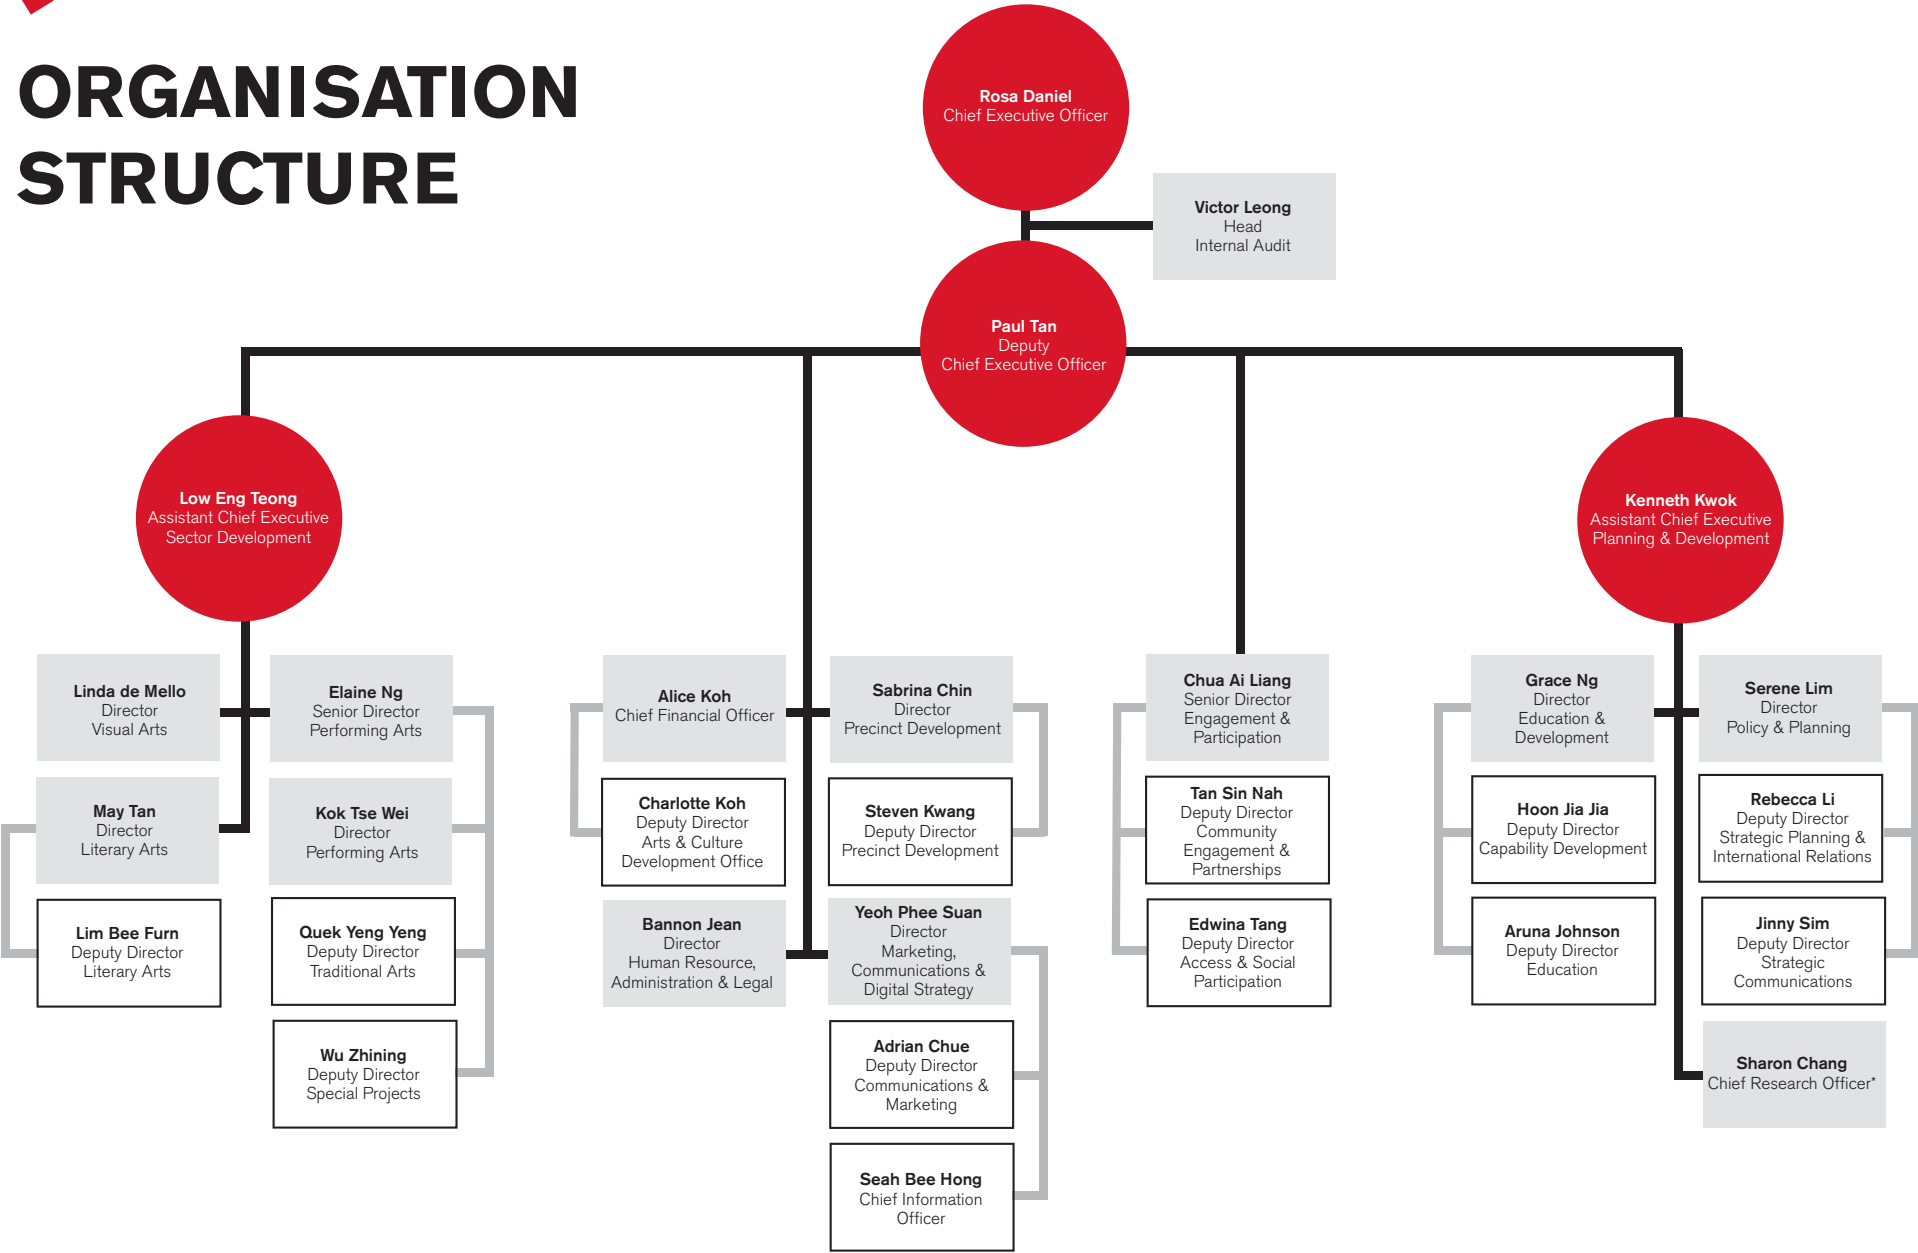 ORGANISATION
STRUCTURE
Rosa Daniel
Chief Executive Officer
Victor Leong
Head
Internal Audit
Paul Tan
Deputy
Chief Executive Officer
Low Eng Teong
Assistant Chief Executive
Sector Development
Kenneth Kwok
Assistant Chief Executive
Planning & Development
Linda de Mello
Director
Visual Arts
Elaine Ng
Senior Director
Performing Arts
May Tan
Director
Literary Arts
Kok Tse Wei
Director
Performing Arts
Lim Bee Furn
Deputy Director
Literary Arts
Quek Yeng Yeng
Deputy Director
Traditional Arts
Wu Zhining
Deputy Director
Special Projects
Alice Koh
Chief Financial Officer
Sabrina Chin
Director
Precinct Development
Charlotte Koh
Deputy Director
Arts & Culture
Development Office
Steven Kwang
Deputy Director
Precinct Development
Bannon Jean
Director
Human Resource,
Administration & Legal
Yeoh Phee Suan
Director
Marketing,
Communications &
Digital Strategy
Adrian Chue
Deputy Director
Communications &
Marketing
Seah Bee Hong
Chief Information
Officer
Chua Ai Liang
Senior Director
Engagement &
Participation
Tan Sin Nah
Deputy Director
Community
Engagement &
Partnerships
Edwina Tang
Deputy Director
Access & Social
Participation
Grace Ng
Director
Education &
Development
Serene Lim
Director
Policy & Planning
Hoon Jia Jia
Deputy Director
Capability Development
Rebecca Li
Deputy Director
Strategic Planning &
International Relations
Aruna Johnson
Deputy Director
Education
Jinny Sim
Deputy Director
Strategic
Communications
Sharon Chang
Chief Research Officer*